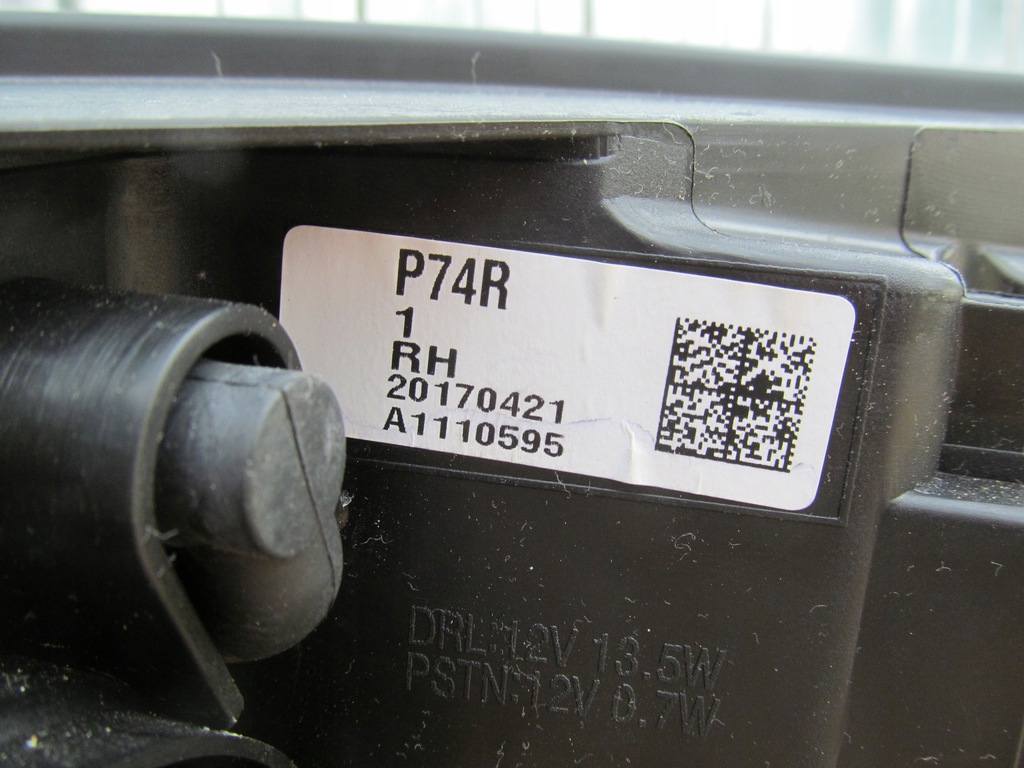 P74R
1
RH
20170421
A1110595
DRL:12V 13.5W
PSTN:12V 0.7W